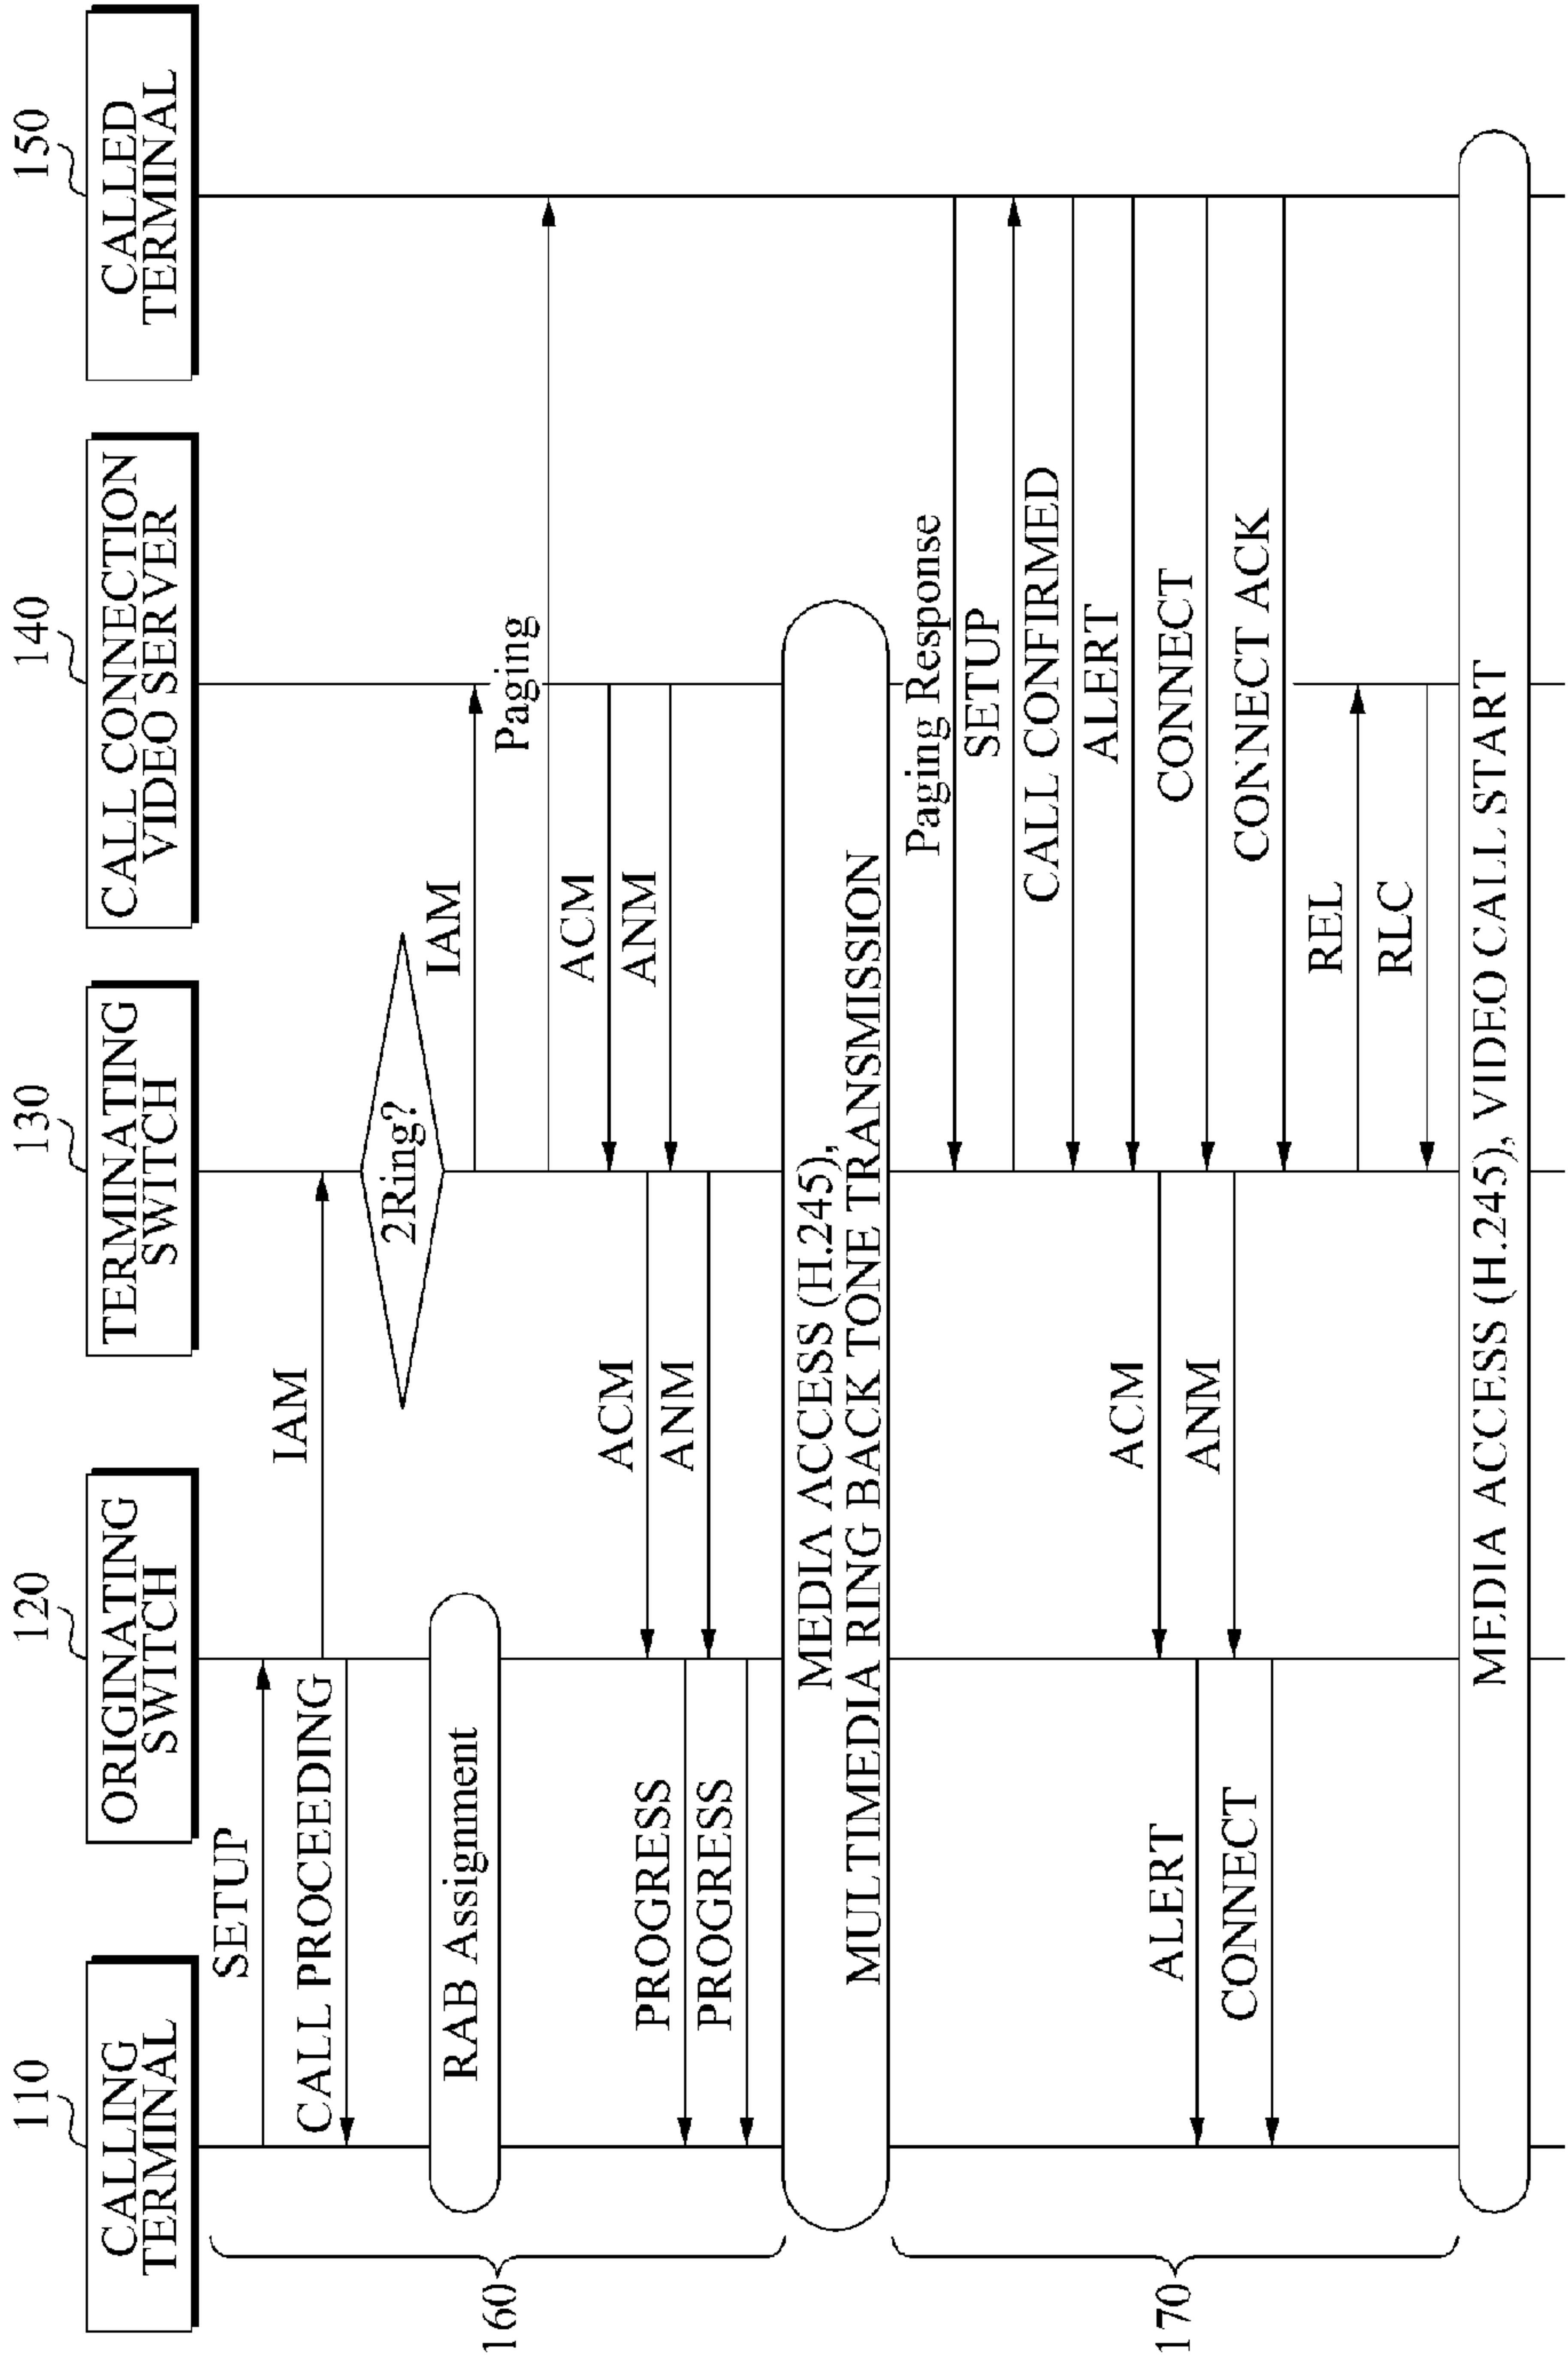 110
CALLING
TERMINAL
120
ORIGINATING
SWITCH
130
TERMINATING
SWITCH
140
CALL CONNECTION
VIDEO SERVER
150
CALLED
TERMINAL
160
SETUP
IAM
CALL PROCEEDING
2Ring?
RAB Assignment
IAM
Paging
ACM
ACM
PROGRESS
ANM
ANM
PROGRESS
MEDIA ACCESS (H.245),
MULTIMEDIA RING BACK TONE TRANSMISSION
170
Paging Response
SETUP
CALL CONFIRMED
ALERT
ACM
ALERT
CONNECT
ANM
CONNECT
CONNECT ACK
REL
RLC
MEDIA ACCESS (H.245), VIDEO CALL START